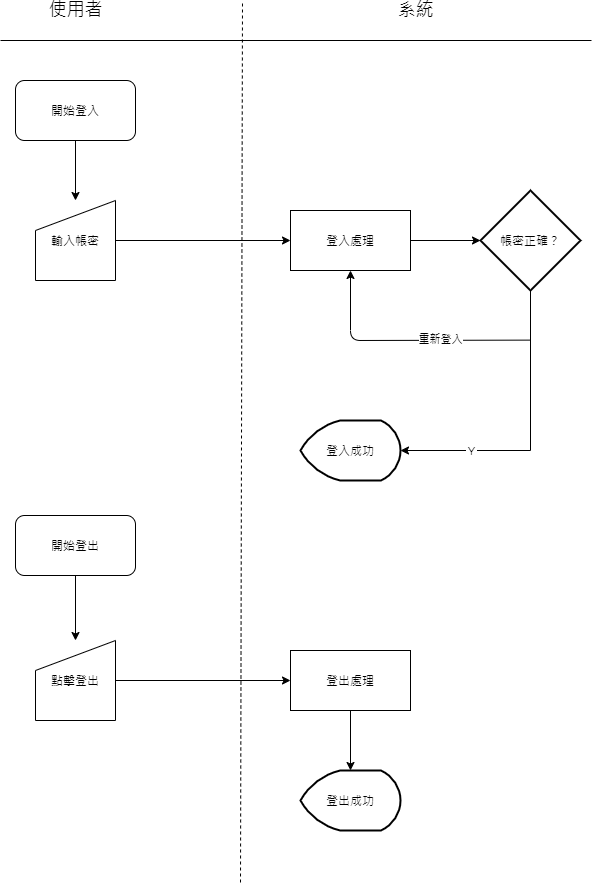 使用者
系統
開始登入
輸入帳密
登入處理
帳密正確？
重新登入
登入成功
Y
開始登出
點擊登出
登出處理
登出成功